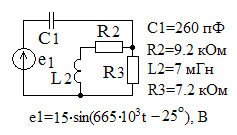 C1
R2
e1
L2
R3
C1=260 пФ
R2=9.2 кОм
L2=7 мГн
R3=7.2 кОм
e1=15·sin(665·10³t−25°), В